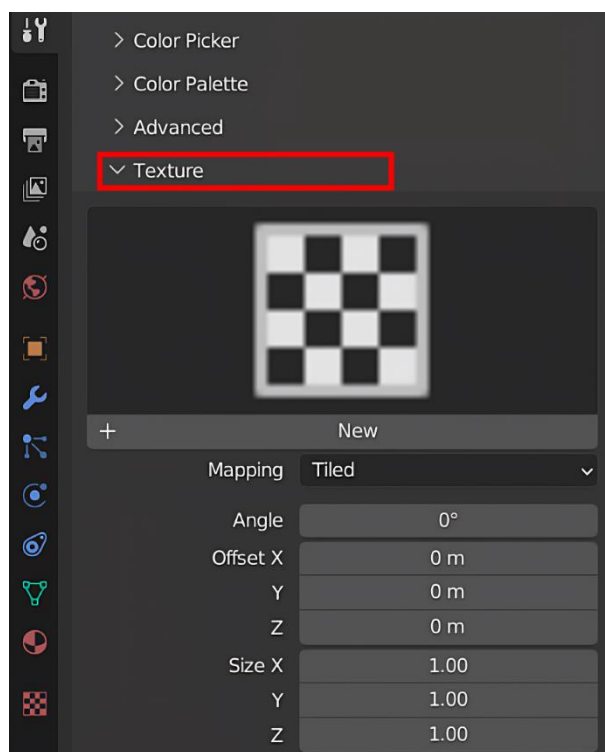 Color Picker
Color Palette
Advanced
Texture
+ New
Mapping Tiled
Angle 0°
Offset X 0 m
Y 0 m
Z 0 m
Size X 1.00
Y 1.00
Z 1.00